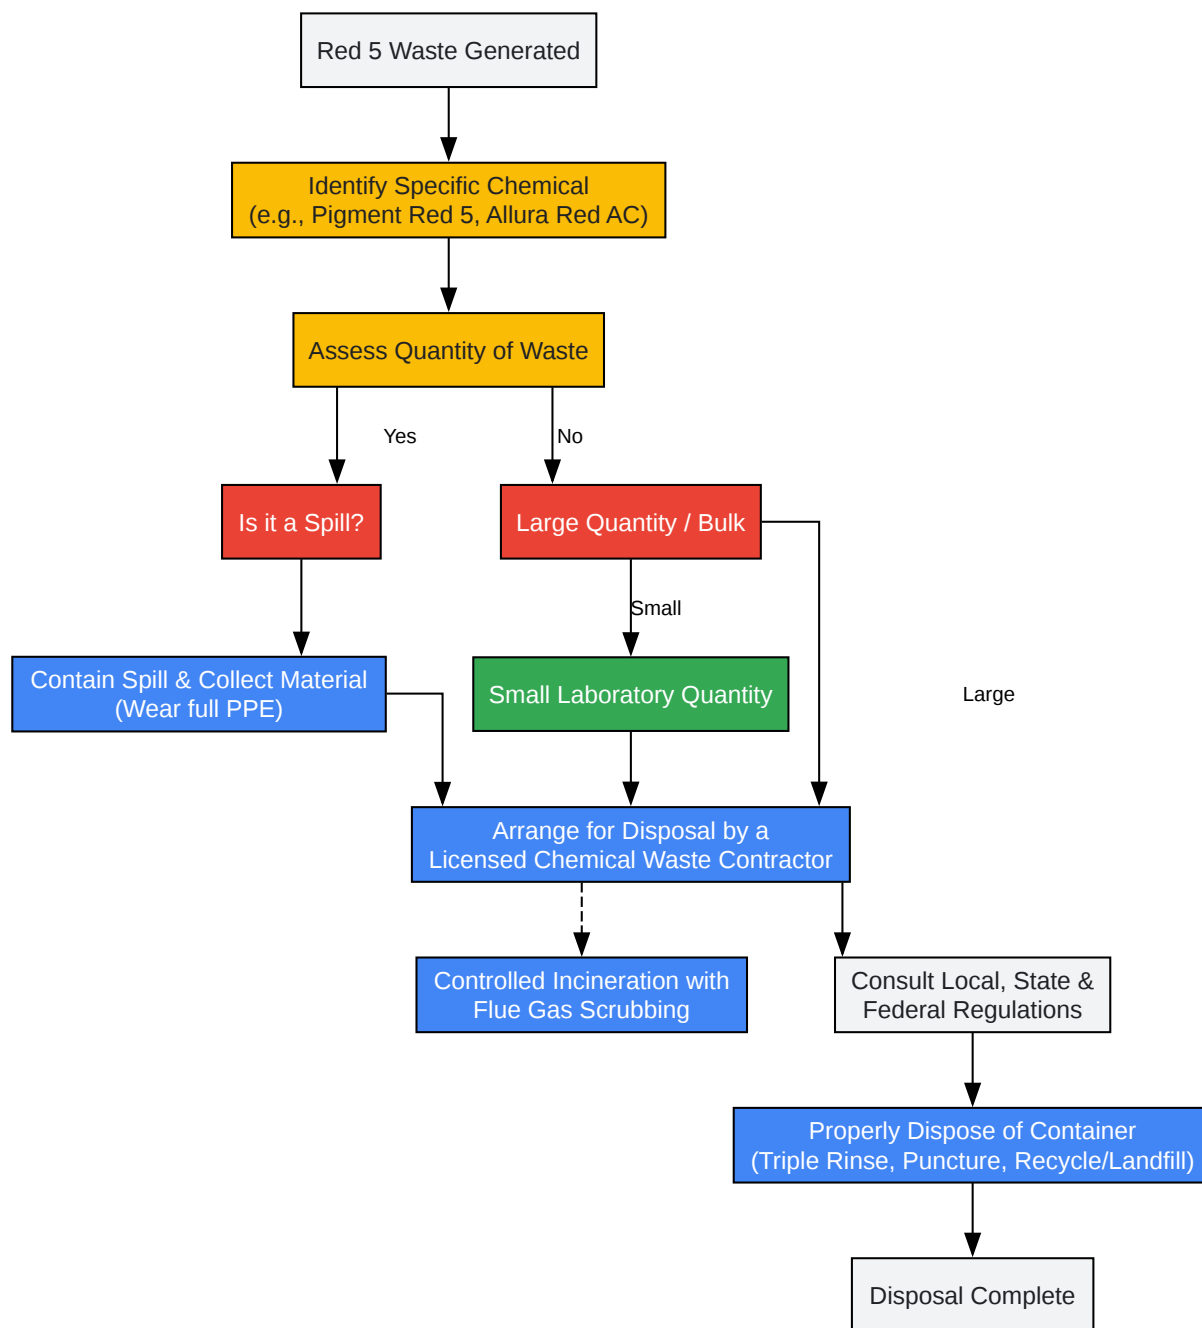 Red 5 Waste Generated
Identify Specific Chemical
(e.g., Pigment Red 5, Allura Red AC)
Assess Quantity of Waste
Yes
No
Is it a Spill?
Large Quantity / Bulk
Small
Contain Spill & Collect Material
(Wear full PPE)
Small Laboratory Quantity
Large
Arrange for Disposal by a
Licensed Chemical Waste Contractor
Controlled Incineration with
Flue Gas Scrubbing
Consult Local, State &
Federal Regulations
Properly Dispose of Container
(Triple Rinse, Puncture, Recycle/Landfill)
Disposal Complete